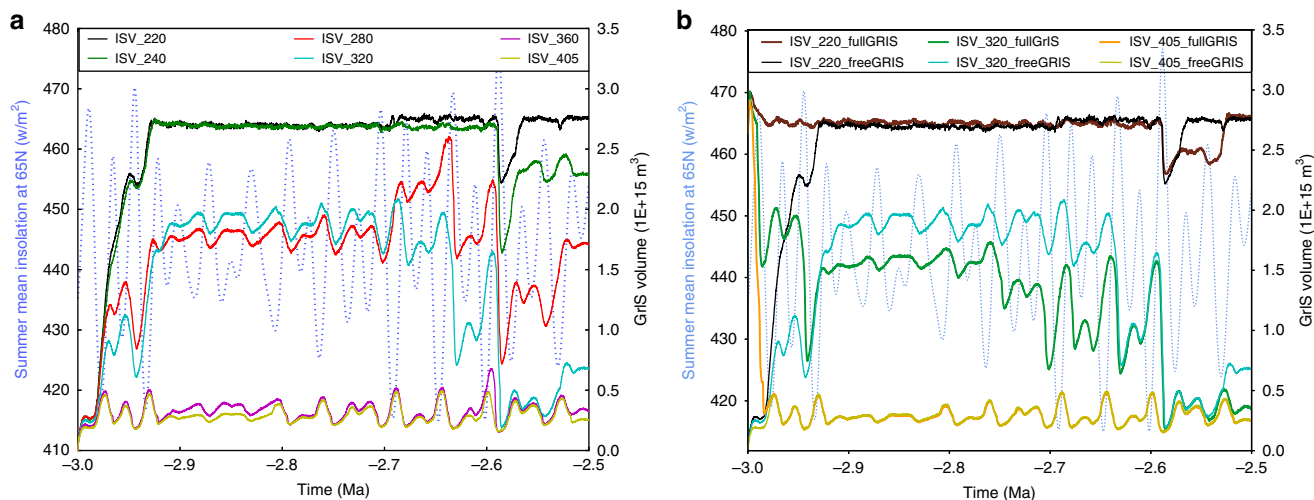 a
ISV_220 ISV_280 ISV_360
ISV_240 ISV_320 ISV_405
Summer mean insolation at 65N (w/m²)
480
470
460
450
440
430
420
410
3.5
3.0
2.5
2.0
1.5
1.0
0.5
0.0
GrIS volume (1E+15 m³)
−3.0 −2.9 −2.8 −2.7 −2.6 −2.5
Time (Ma)
b
ISV_220_fullGRIS ISV_320_fullGrIS ISV_405_fullGRIS
ISV_220_freeGRIS ISV_320_freeGRIS ISV_405_freeGRIS
Summer mean insolation at 65N (w/m²)
480
470
460
450
440
430
420
3.5
3.0
2.5
2.0
1.5
1.0
0.5
0.0
GrIS volume (1E+15 m³)
−3.0 −2.9 −2.8 −2.7 −2.6 −2.5
Time (Ma)